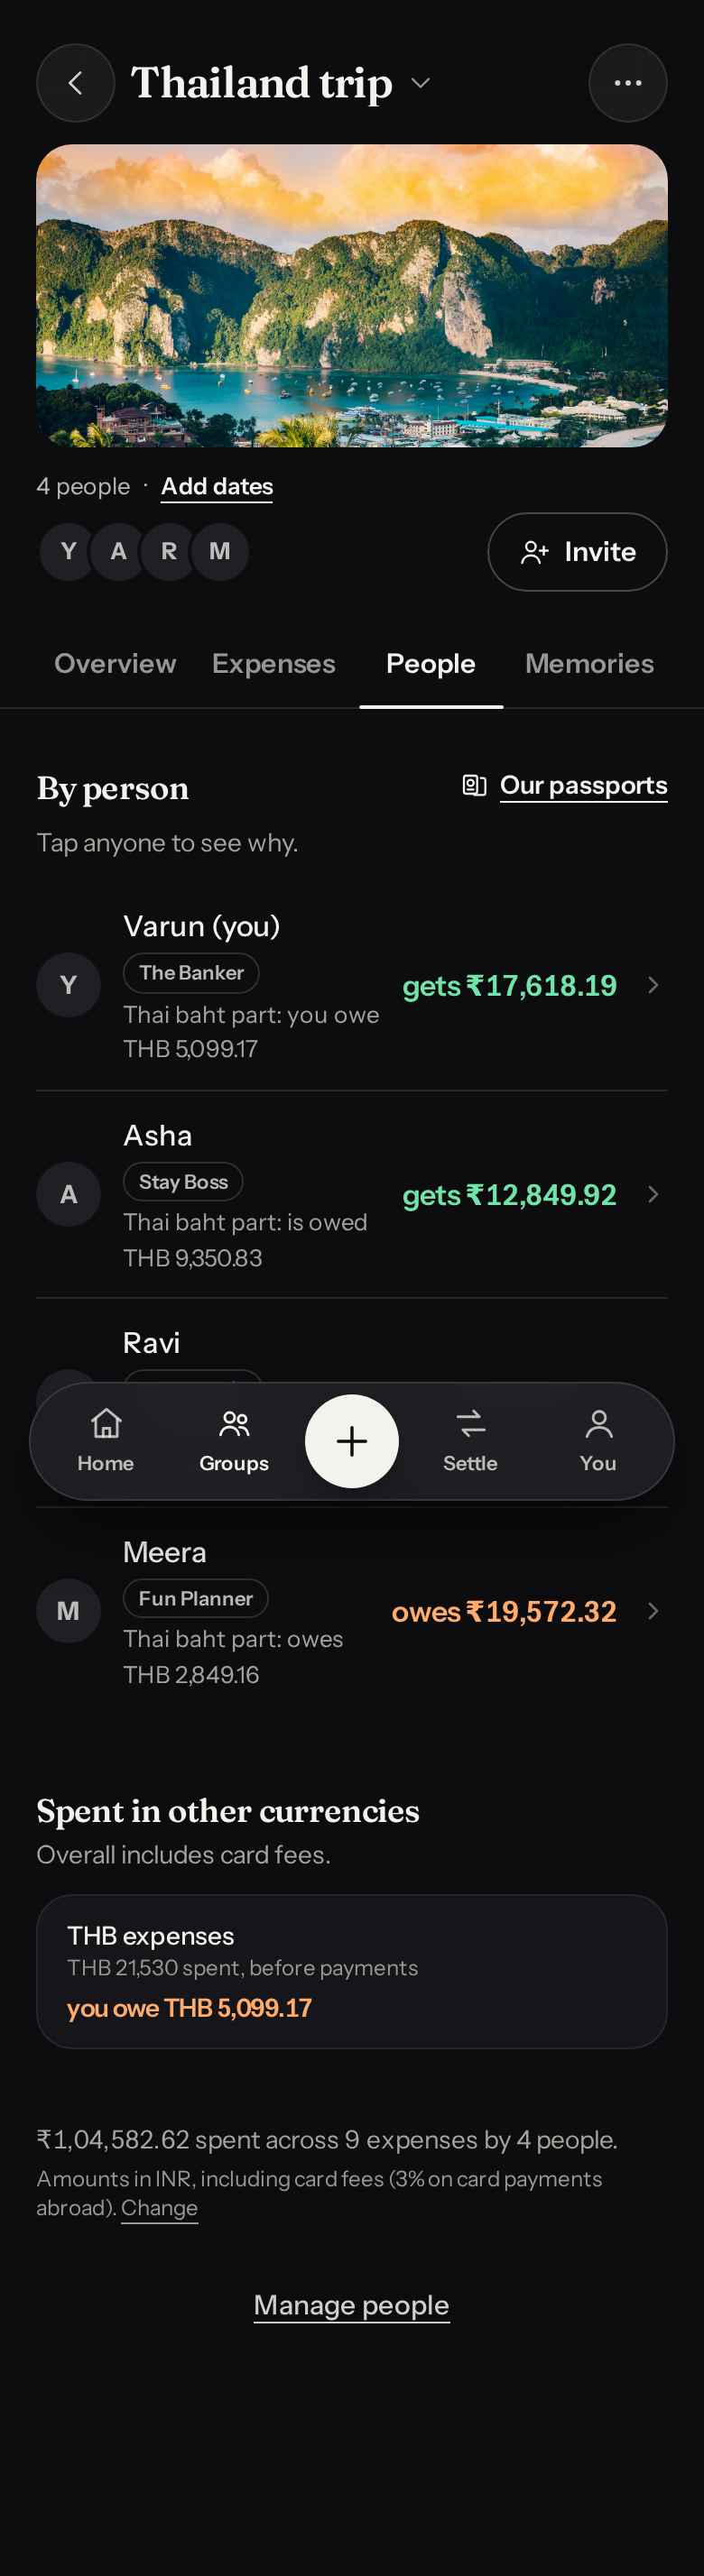 Thailand trip
4 people · Add dates
Y A R M
Invite
Overview Expenses People Memories
By person
Our passports
Tap anyone to see why.
Varun (you)
Y
The Banker
gets ₹17,618.19
Thai baht part: you owe
THB 5,099.17
Asha
A
Stay Boss
gets ₹12,849.92
Thai baht part: is owed
THB 9,350.83
Ravi
Home Groups Settle You
Meera
M
Fun Planner
owes ₹19,572.32
Thai baht part: owes
THB 2,849.16
Spent in other currencies
Overall includes card fees.
THB expenses
THB 21,530 spent, before payments
you owe THB 5,099.17
₹1,04,582.62 spent across 9 expenses by 4 people.
Amounts in INR, including card fees (3% on card payments
abroad). Change
Manage people